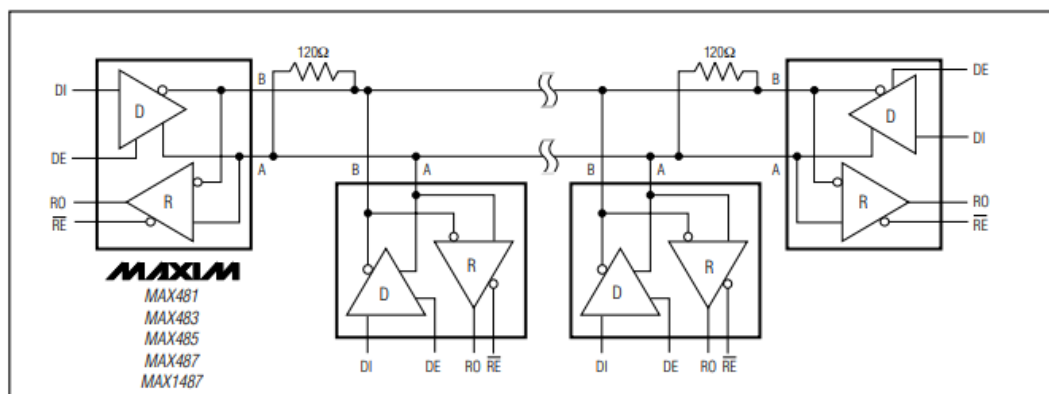 120Ω 120Ω
B B
DI DE
D D
DE DI
A B A B A A
RO R R RO
RE RE
R R
D D
MAXIM
MAX481
MAX483
MAX485
MAX487
MAX1487
DI DE RO RE DI DE RO RE